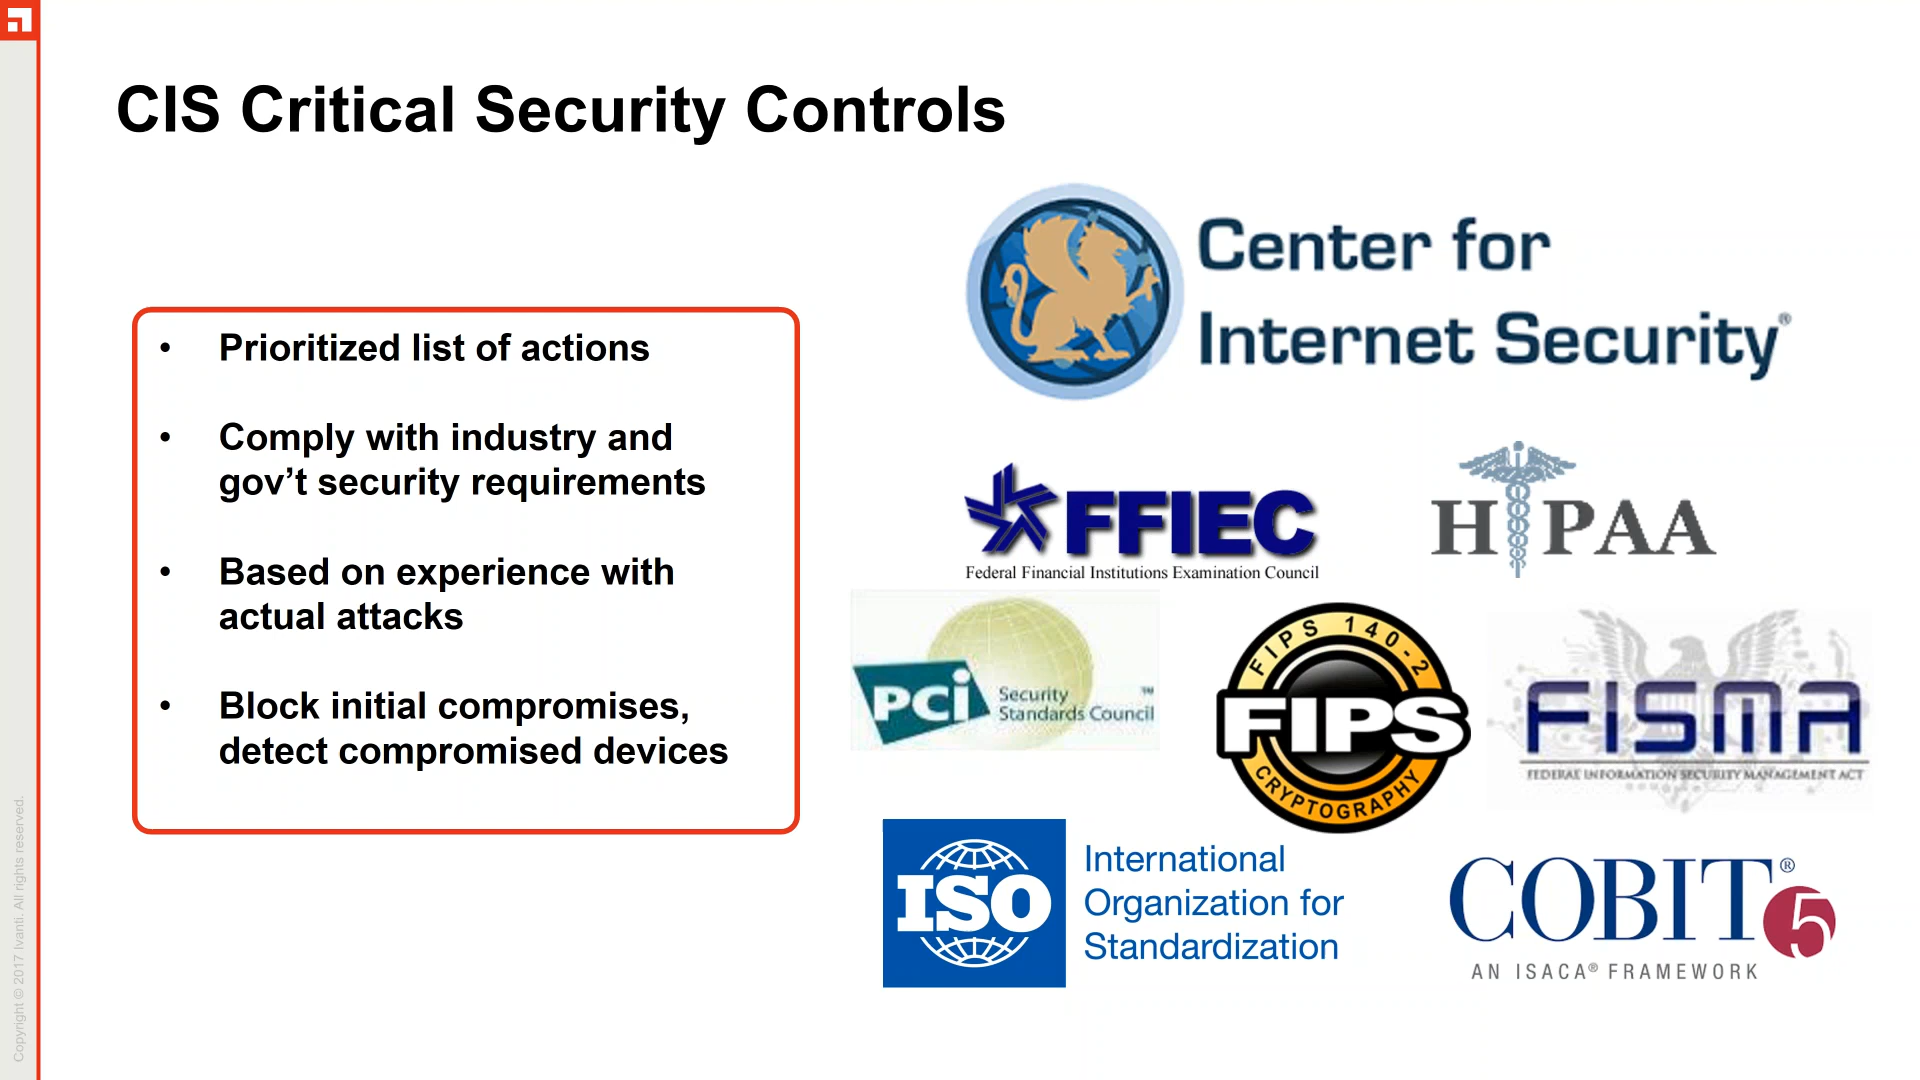 CIS Critical Security Controls
• Prioritized list of actions
• Comply with industry and
gov’t security requirements
• Based on experience with
actual attacks
• Block initial compromises,
detect compromised devices
Center for
Internet Security®
FFIEC
Federal Financial Institutions Examination Council
HIPAA
PCi Security
Standards Council™
FIPS 140-2
FIPS
CRYPTOGRAPHY
FISMA
FEDERAL INFORMATION SECURITY MANAGEMENT ACT
ISO
International
Organization for
Standardization
COBIT® 5
AN ISACA® FRAMEWORK
Copyright © 2017 Ivanti. All rights reserved.